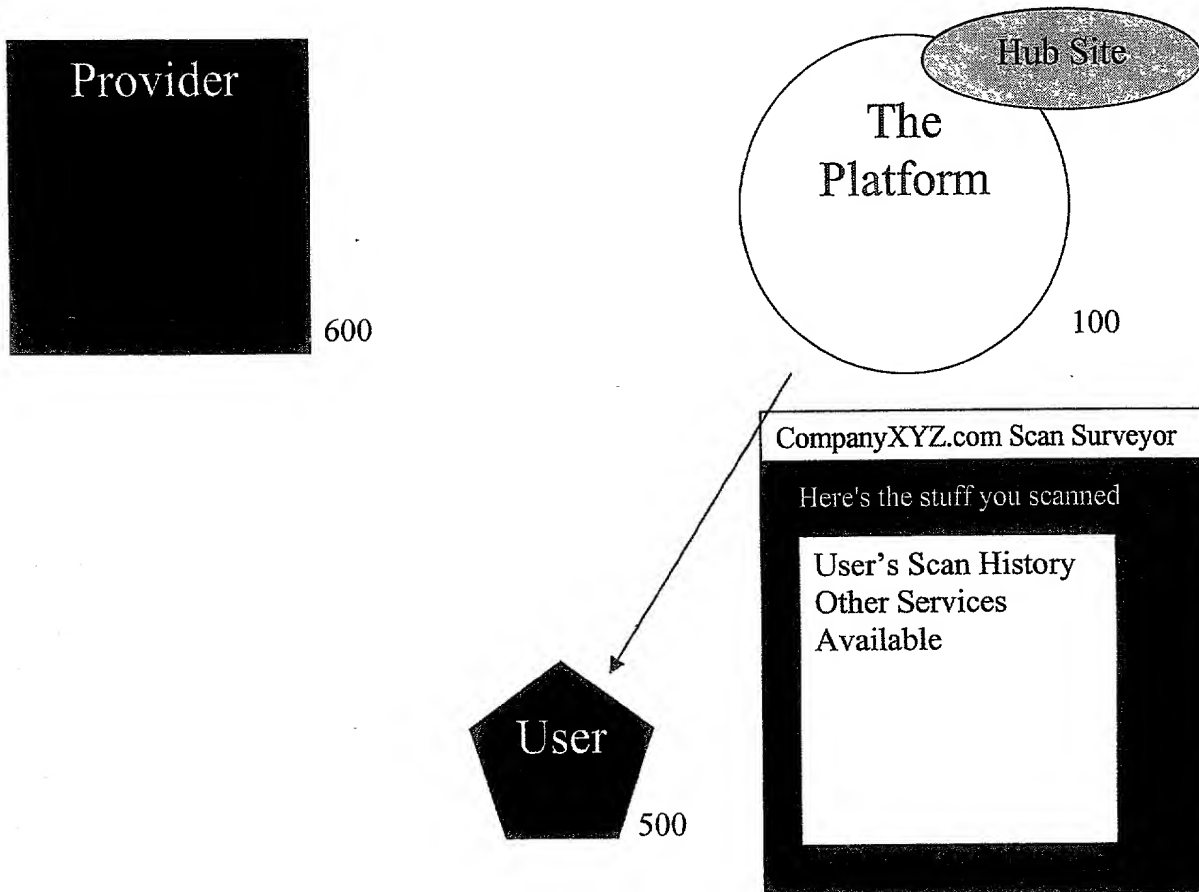 Provider
600
Hub Site
The
Platform
100
CompanyXYZ.com Scan Surveyor
Here's the stuff you scanned
User's Scan History
Other Services
Available
User
500